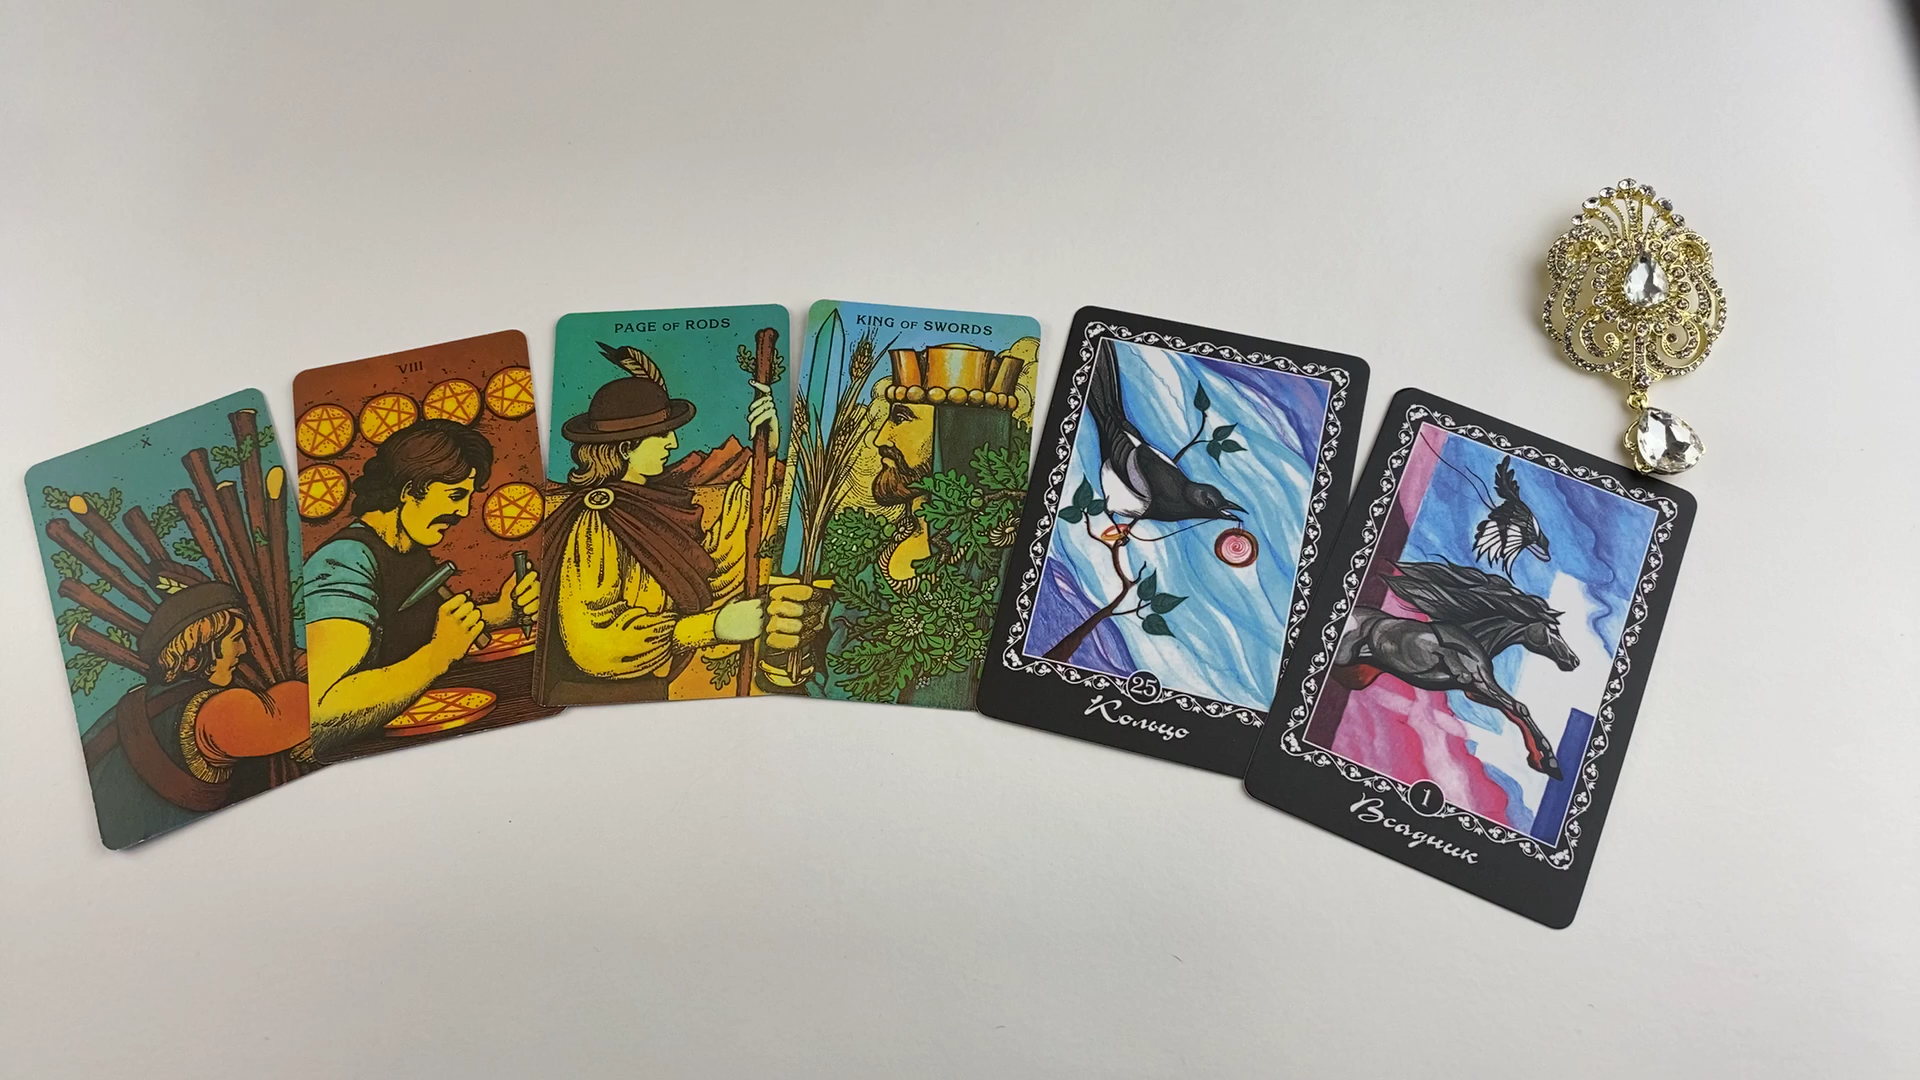 X
VIII
PAGE OF RODS
KING OF SWORDS
25
Кольцо
1
Всадник